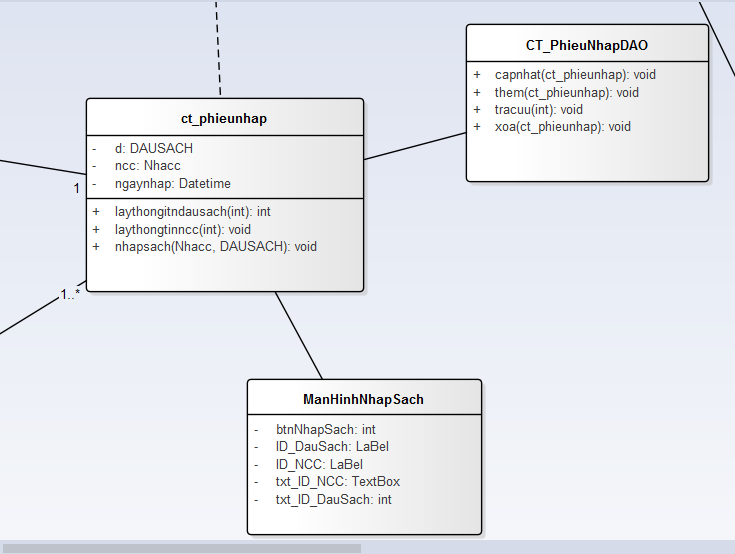 CT_PhieuNhapDAO
+ capnhat(ct_phieunhap): void
+ them(ct_phieunhap): void
+ tracuu(int): void
+ xoa(ct_phieunhap): void
ct_phieunhap
- d: DAUSACH
- ncc: Nhacc
- ngaynhap: Datetime
+ laythongitndausach(int): int
+ laythongtinncc(int): void
+ nhapsach(Nhacc, DAUSACH): void
1
1..*
ManHinhNhapSach
- btnNhapSach: int
- ID_DauSach: LaBel
- ID_NCC: LaBel
- txt_ID_NCC: TextBox
- txt_ID_DauSach: int